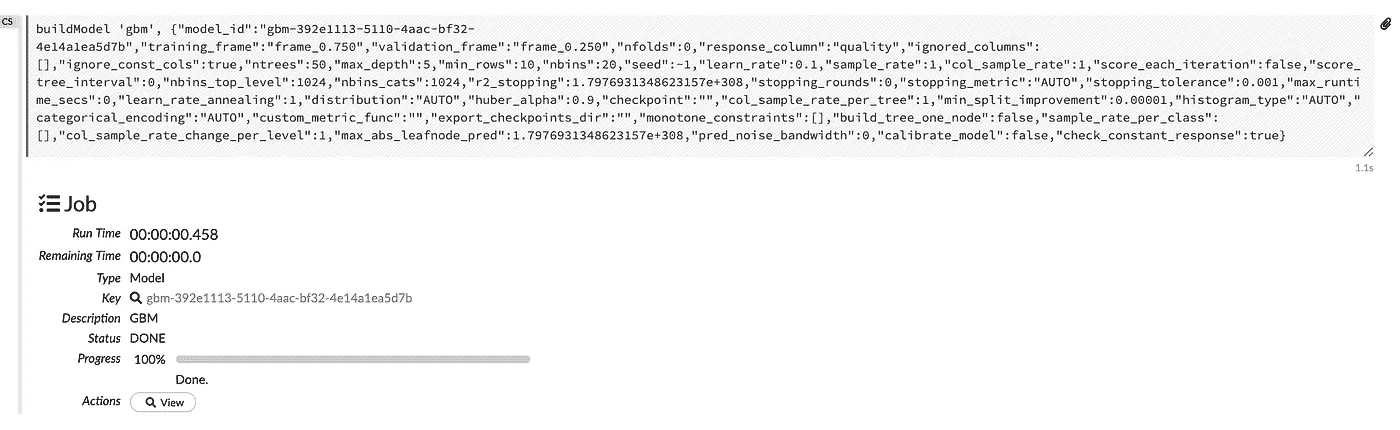 CS
buildModel 'gbm', {"model_id":"gbm-392e1113-5110-4aac-bf32-
4e14a1ea5d7b","training_frame":"frame_0.750","validation_frame":"frame_0.250","nfolds":0,"response_column":"quality","ignored_columns":
[],"ignore_const_cols":true,"ntrees":50,"max_depth":5,"min_rows":10,"nbins":20,"seed":-1,"learn_rate":0.1,"sample_rate":1,"col_sample_rate":1,"score_each_iteration":false,"score_
tree_interval":0,"nbins_top_level":1024,"nbins_cats":1024,"r2_stopping":1.7976931348623157e+308,"stopping_rounds":0,"stopping_metric":"AUTO","stopping_tolerance":0.001,"max_runti
me_secs":0,"learn_rate_annealing":1,"distribution":"AUTO","huber_alpha":0.9,"checkpoint":"","col_sample_rate_per_tree":1,"min_split_improvement":0.00001,"histogram_type":"AUTO","
categorical_encoding":"AUTO","custom_metric_func":"","export_checkpoints_dir":"","monotone_constraints":[],"build_tree_one_node":false,"sample_rate_per_class":
[],"col_sample_rate_change_per_level":1,"max_abs_leafnode_pred":1.7976931348623157e+308,"pred_noise_bandwidth":0,"calibrate_model":false,"check_constant_response":true}
1.1s
Job
Run Time 00:00:00.458
Remaining Time 00:00:00.0
Type Model
Key gbm-392e1113-5110-4aac-bf32-4e14a1ea5d7b
Description GBM
Status DONE
Progress 100%
Done.
Actions View